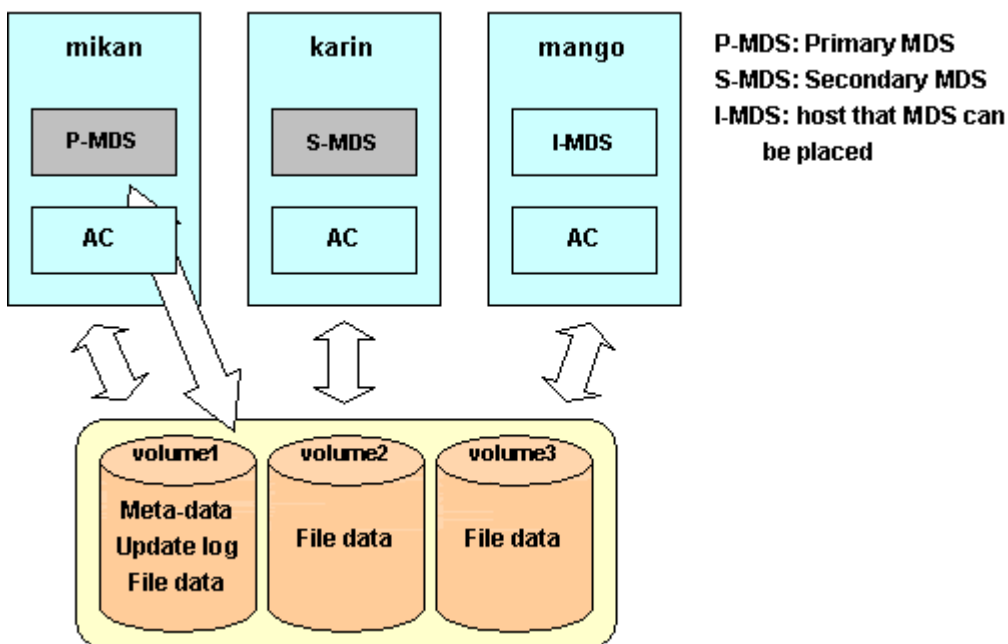 mikan
P-MDS
AC
karin
S-MDS
AC
mango
I-MDS
AC
P-MDS: Primary MDS
S-MDS: Secondary MDS
I-MDS: host that MDS can
be placed
volume1
Meta-data
Update log
File data
volume2
File data
volume3
File data